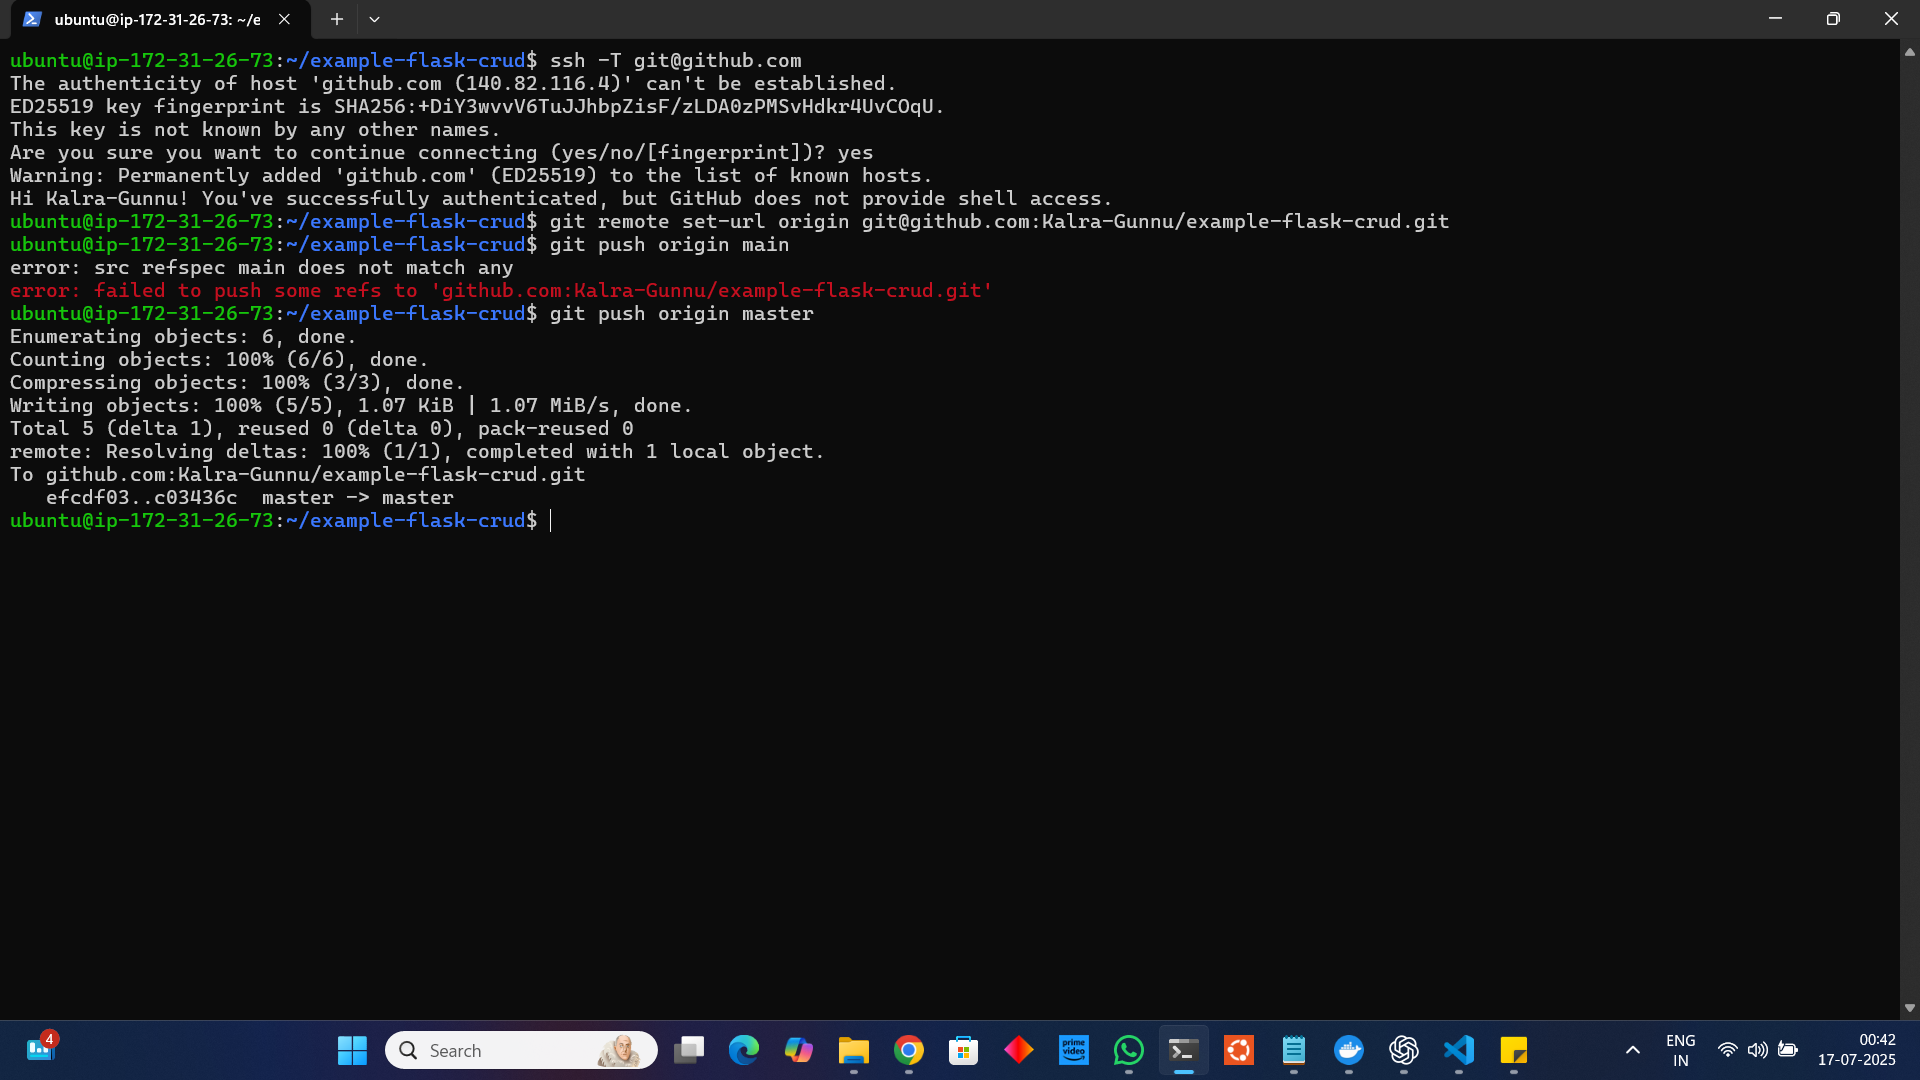 ubuntu@ip-172-31-26-73: ~/e
ubuntu@ip-172-31-26-73:~/example-flask-crud$ ssh -T git@github.com
The authenticity of host 'github.com (140.82.116.4)' can't be established.
ED25519 key fingerprint is SHA256:+DiY3wvvV6TuJJhbpZisF/zLDA0zPMSvHdkr4UvCOqU.
This key is not known by any other names.
Are you sure you want to continue connecting (yes/no/[fingerprint])? yes
Warning: Permanently added 'github.com' (ED25519) to the list of known hosts.
Hi Kalra-Gunnu! You've successfully authenticated, but GitHub does not provide shell access.
ubuntu@ip-172-31-26-73:~/example-flask-crud$ git remote set-url origin git@github.com:Kalra-Gunnu/example-flask-crud.git
ubuntu@ip-172-31-26-73:~/example-flask-crud$ git push origin main
error: src refspec main does not match any
error: failed to push some refs to 'github.com:Kalra-Gunnu/example-flask-crud.git'
ubuntu@ip-172-31-26-73:~/example-flask-crud$ git push origin master
Enumerating objects: 6, done.
Counting objects: 100% (6/6), done.
Compressing objects: 100% (3/3), done.
Writing objects: 100% (5/5), 1.07 KiB | 1.07 MiB/s, done.
Total 5 (delta 1), reused 0 (delta 0), pack-reused 0
remote: Resolving deltas: 100% (1/1), completed with 1 local object.
To github.com:Kalra-Gunnu/example-flask-crud.git
   efcdf03..c03436c  master -> master
ubuntu@ip-172-31-26-73:~/example-flask-crud$
4
Search
prime video
ENG
IN
00:42
17-07-2025